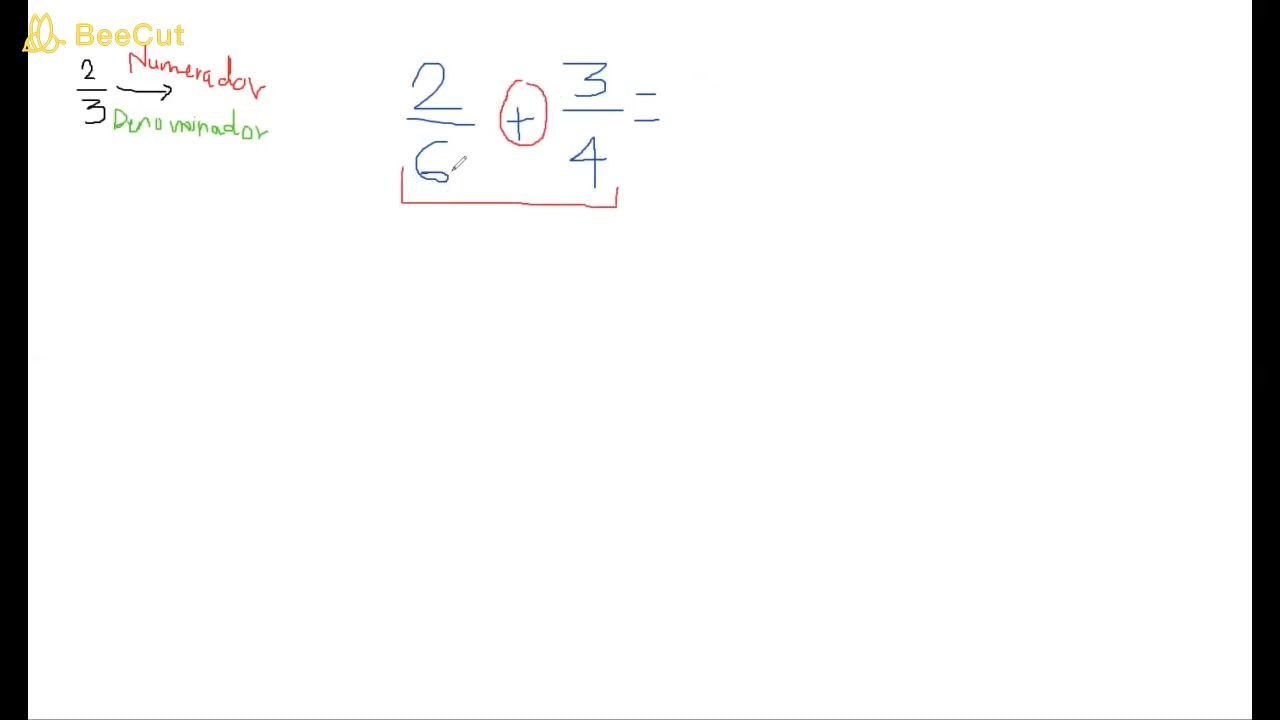 BeeCut
2/3 → Numerador
Denominador
2/6 + 3/4 =